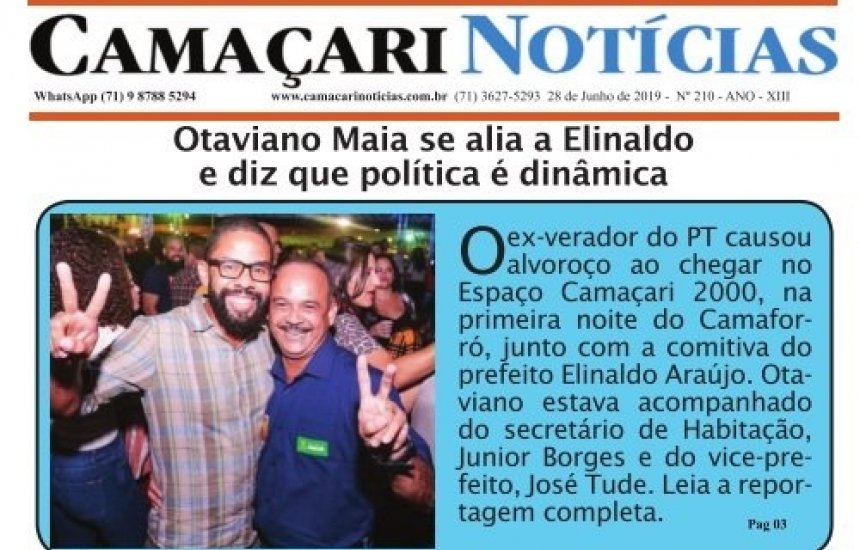 CAMAÇARI NOTÍCIAS
WhatsApp (71) 9 8788 5294 www.camacarinoticias.com.br (71) 3627-5293 28 de Junho de 2019 - Nº 210 - ANO - XIII
Otaviano Maia se alia a Elinaldo
e diz que política é dinâmica
O ex-verador do PT causou
alvoroço ao chegar no
Espaço Camaçari 2000, na
primeira noite do Camafor-
ró, junto com a comitiva do
prefeito Elinaldo Araújo. Ota-
viano estava acompanhado
do secretário de Habitação,
Junior Borges e do vice-pre-
feito, José Tude. Leia a repor-
tagem completa.
Pag 03